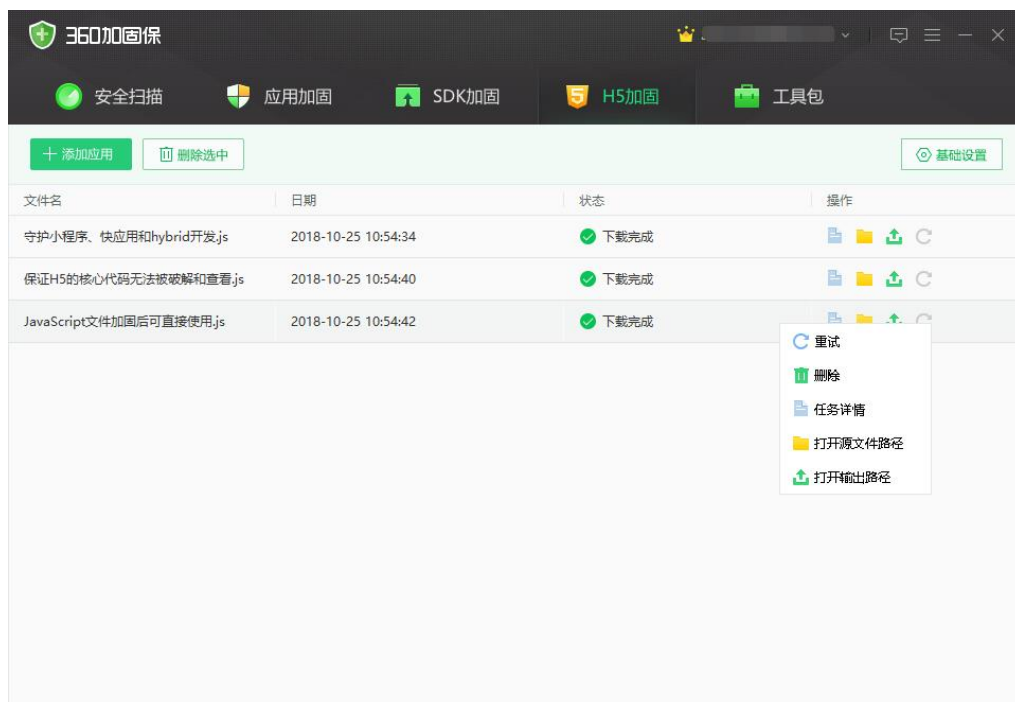 360加固保
安全扫描 应用加固 SDK加固 H5加固 工具包
添加应用 删除选中 基础设置
文件名 日期 状态 操作
守护小程序、快应用和hybrid开发.js 2018-10-25 10:54:34 下载完成
保证H5的核心代码无法被破解和查看.js 2018-10-25 10:54:40 下载完成
JavaScript文件加固后可直接使用.js 2018-10-25 10:54:42 下载完成
重试
删除
任务详情
打开源文件路径
打开输出路径